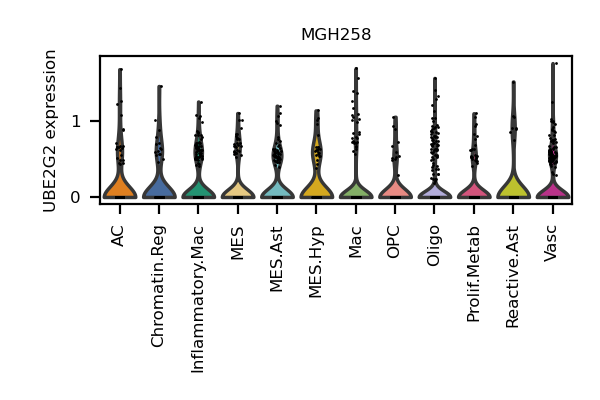 MGH258
UBE2G2 expression
1
0
AC
Chromatin.Reg
Inflammatory.Mac
MES
MES.Ast
MES.Hyp
Mac
OPC
Oligo
Prolif.Metab
Reactive.Ast
Vasc